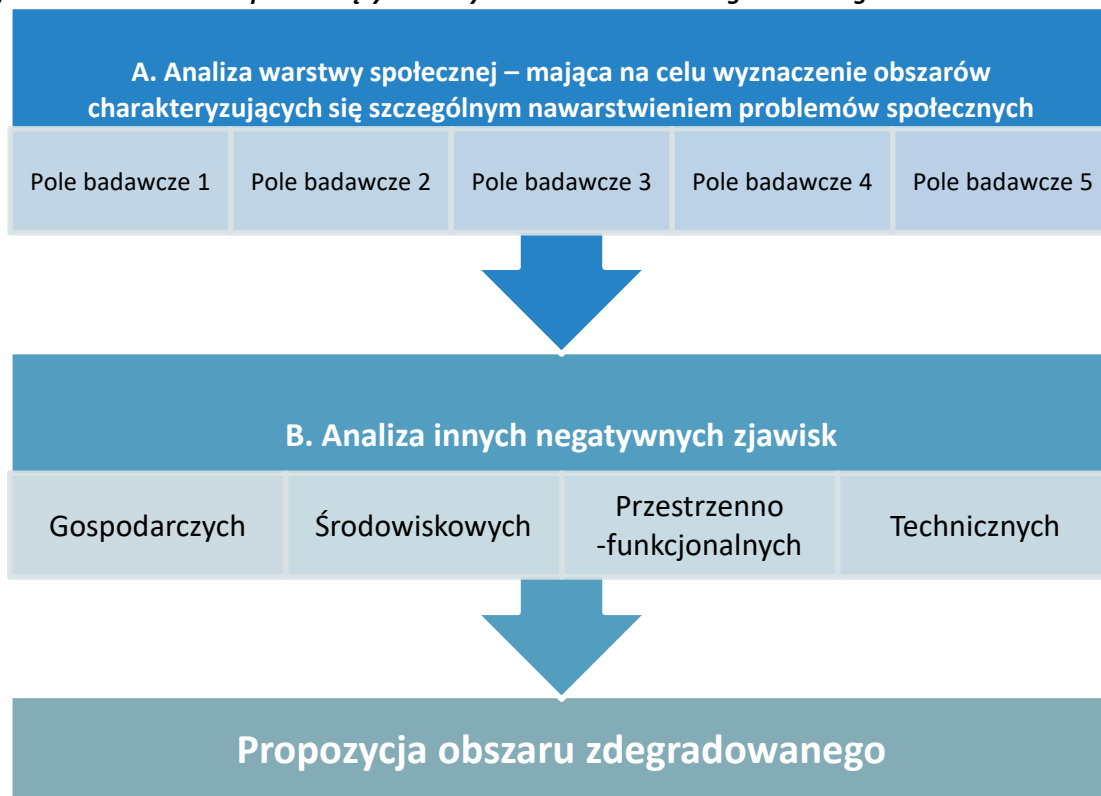 A. Analiza warstwy społecznej – mająca na celu wyznaczenie obszarów
charakteryzujących się szczególnym nawarstwieniem problemów społecznych
Pole badawcze 1 Pole badawcze 2 Pole badawcze 3 Pole badawcze 4 Pole badawcze 5
B. Analiza innych negatywnych zjawisk
Gospodarczych Środowiskowych Przestrzenno
-funkcjonalnych Technicznych
Propozycja obszaru zdegradowanego